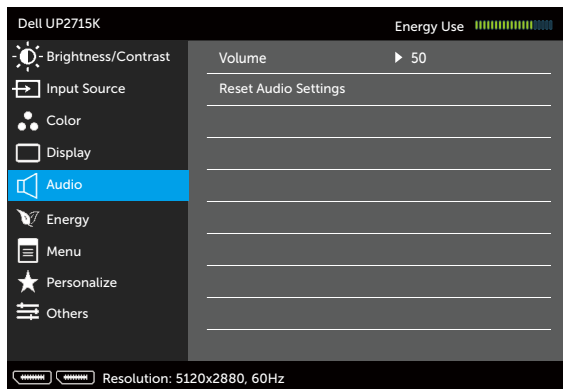 Dell UP2715K
Energy Use
Brightness/Contrast
Volume 50
Input Source
Reset Audio Settings
Color
Display
Audio
Energy
Menu
Personalize
Others
Resolution: 5120x2880, 60Hz